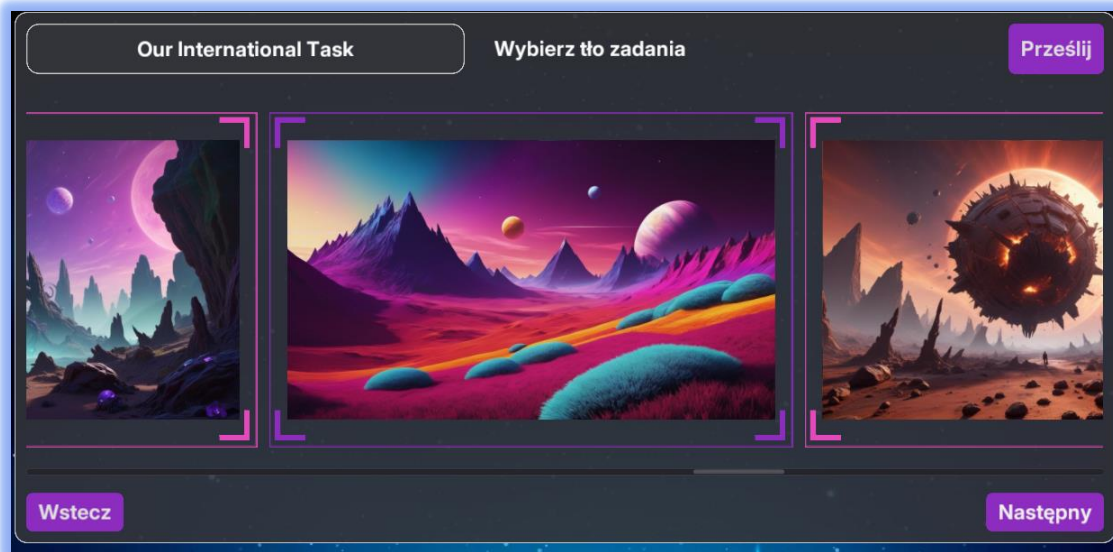 Our International Task
Wybierz tło zadania
Prześlij
Wstecz
Następny